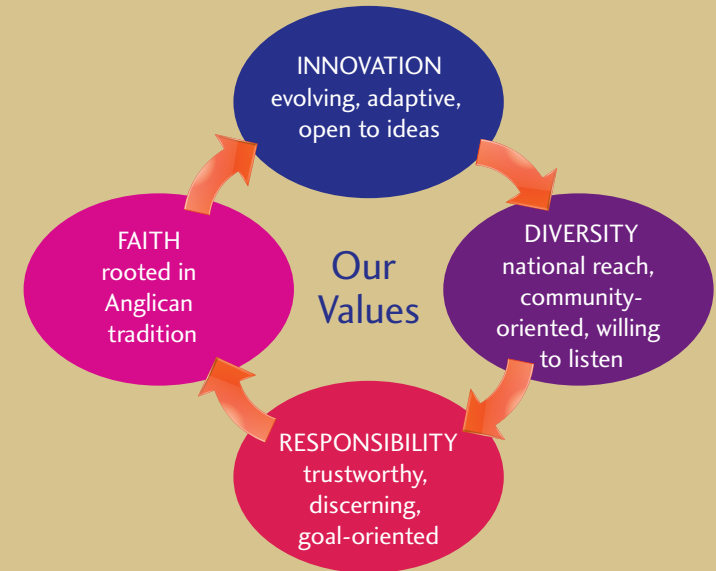 INNOVATION
evolving, adaptive,
open to ideas
FAITH
rooted in
Anglican
tradition
Our
Values
DIVERSITY
national reach,
community-
oriented, willing
to listen
RESPONSIBILITY
trustworthy,
discerning,
goal-oriented